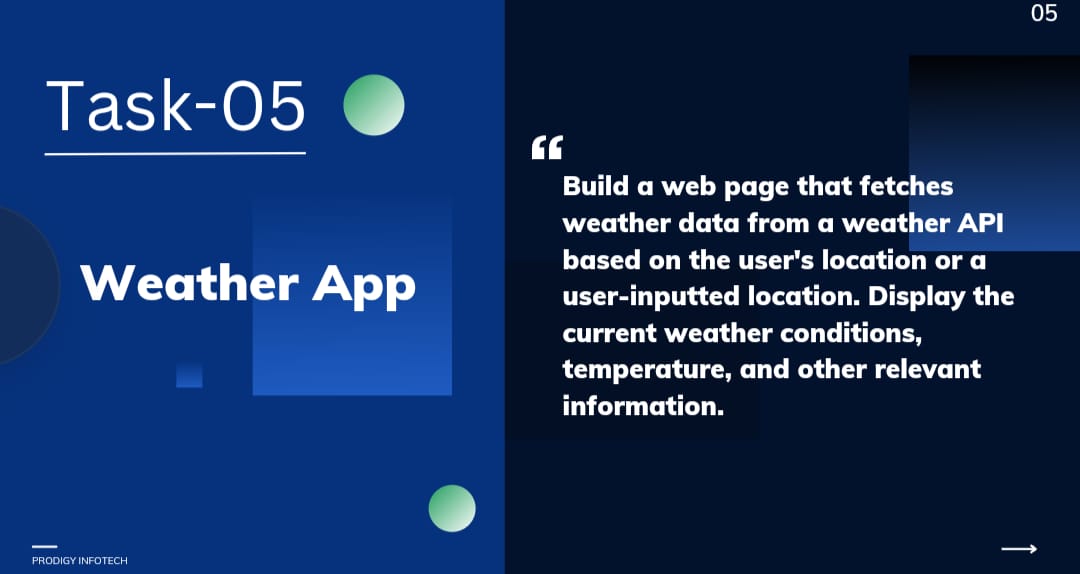 05
Task-05
Weather App
PRODIGY INFOTECH
“
Build a web page that fetches
weather data from a weather API
based on the user's location or a
user-inputted location. Display the
current weather conditions,
temperature, and other relevant
information.